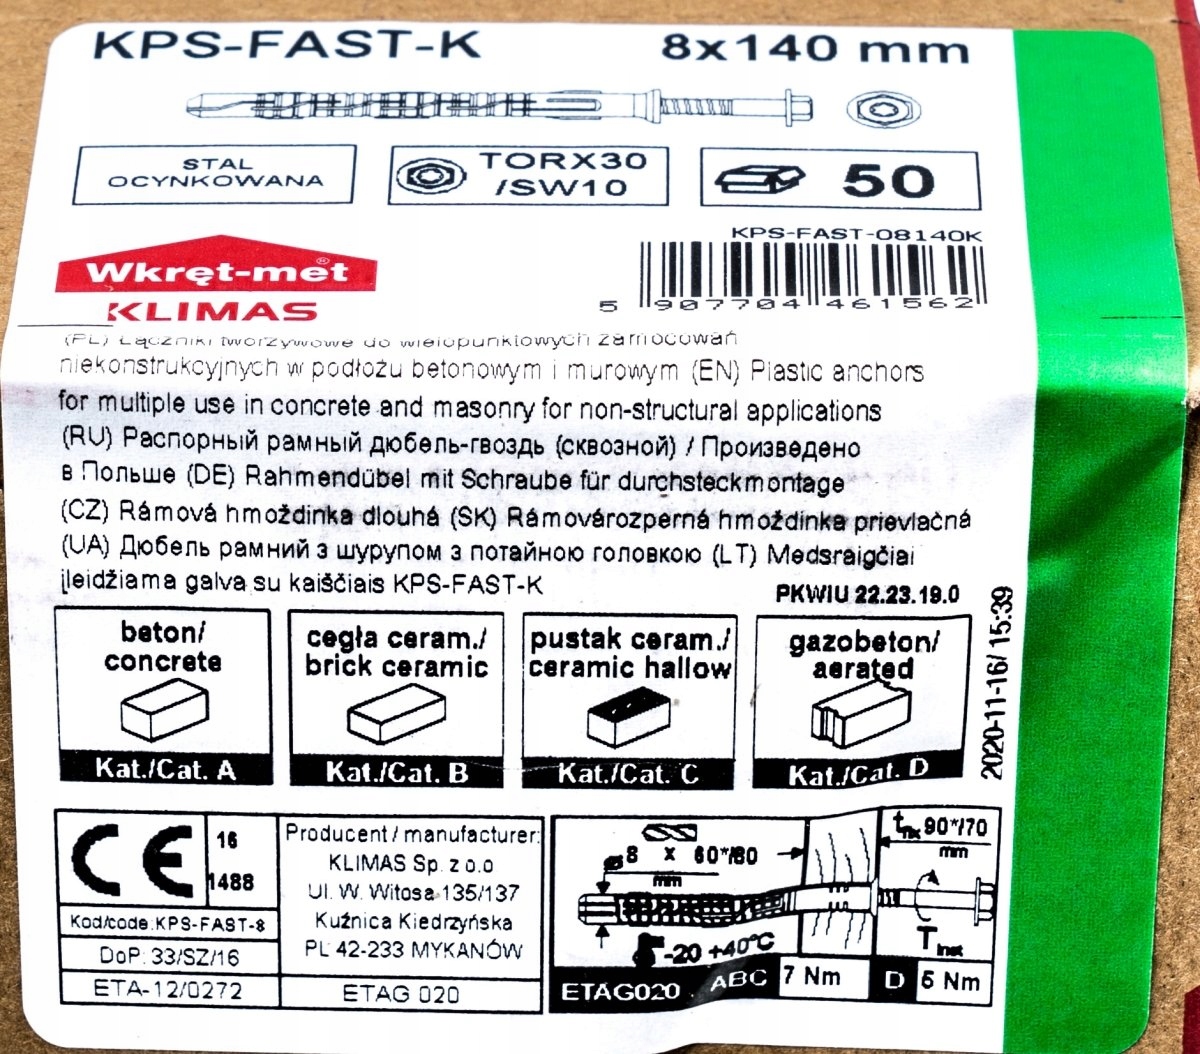 KPS-FAST-K 8x140 mm
STAL
OCYNKOWANA
TORX30
/SW10
50
KPS-FAST-08140K
Wkręt-met®
KLIMAS
5 907704 461562
(PL) Łączniki tworzywowe do wielopunktowych zamocowań
niekonstrukcyjnych w podłożu betonowym i murowym (EN) Plastic anchors
for multiple use in concrete and masonry for non-structural applications
(RU) Распорный рамный дюбель-гвоздь (сквозной) / Произведено
в Польше (DE) Rahmendübel mit Schraube für durchsteckmontage
(CZ) Rámová hmoždinka dlouhá (SK) Rámovározperná hmoždinka prievlačná
(UA) Дюбель рамний з шурупом з потайною головкою (LT) Medsraigčiai
įleidžiama galva su kaiščiais KPS-FAST-K
PKWIU 22.23.19.0
2020-11-16/ 15:39
beton/
concrete
Kat./Cat. A
cegła ceram./
brick ceramic
Kat./Cat. B
pustak ceram./
ceramic hallow
Kat./Cat. C
gazobeton/
aerated
Kat./Cat. D
CE
16
1488
Kod/code:KPS-FAST-8
DoP: 33/SZ/16
ETA-12/0272
Producent / manufacturer:
KLIMAS Sp. z o.o
Ul. W. Witosa 135/137
Kuźnica Kiedrzyńska
PL 42-233 MYKANÓW
ETAG 020
ø8 x 60*/80
mm
tfix 90*/70
mm
Tinst
-20 +40°C
ETAG020 ABC 7 Nm D 5 Nm